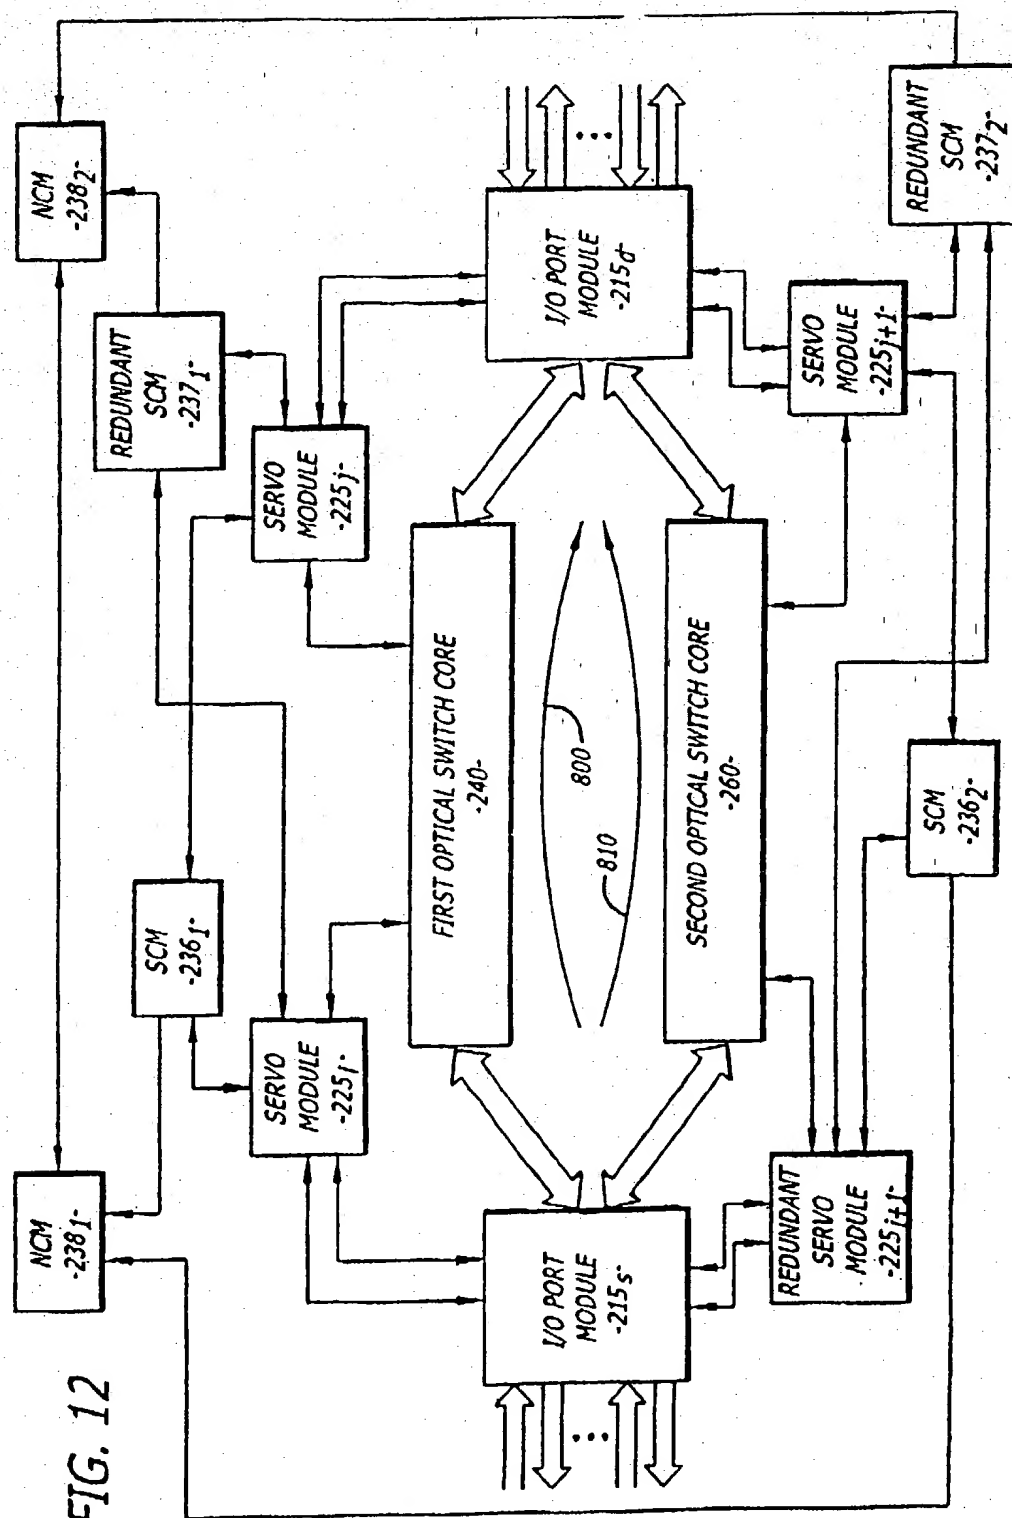 FIG. 12
NCM
-238₁-
NCM
-238₂-
SCM
-236₁-
REDUNDANT
SCM
-237₁-
SERVO
MODULE
-225i-
SERVO
MODULE
-225j-
FIRST OPTICAL SWITCH CORE
-240-
I/O PORT
MODULE
-215s-
I/O PORT
MODULE
-215d-
800
810
SECOND OPTICAL SWITCH CORE
-260-
REDUNDANT
SERVO
MODULE
-225i+1-
SERVO
MODULE
-225j+1-
SCM
-236₂-
REDUNDANT
SCM
-237₂-